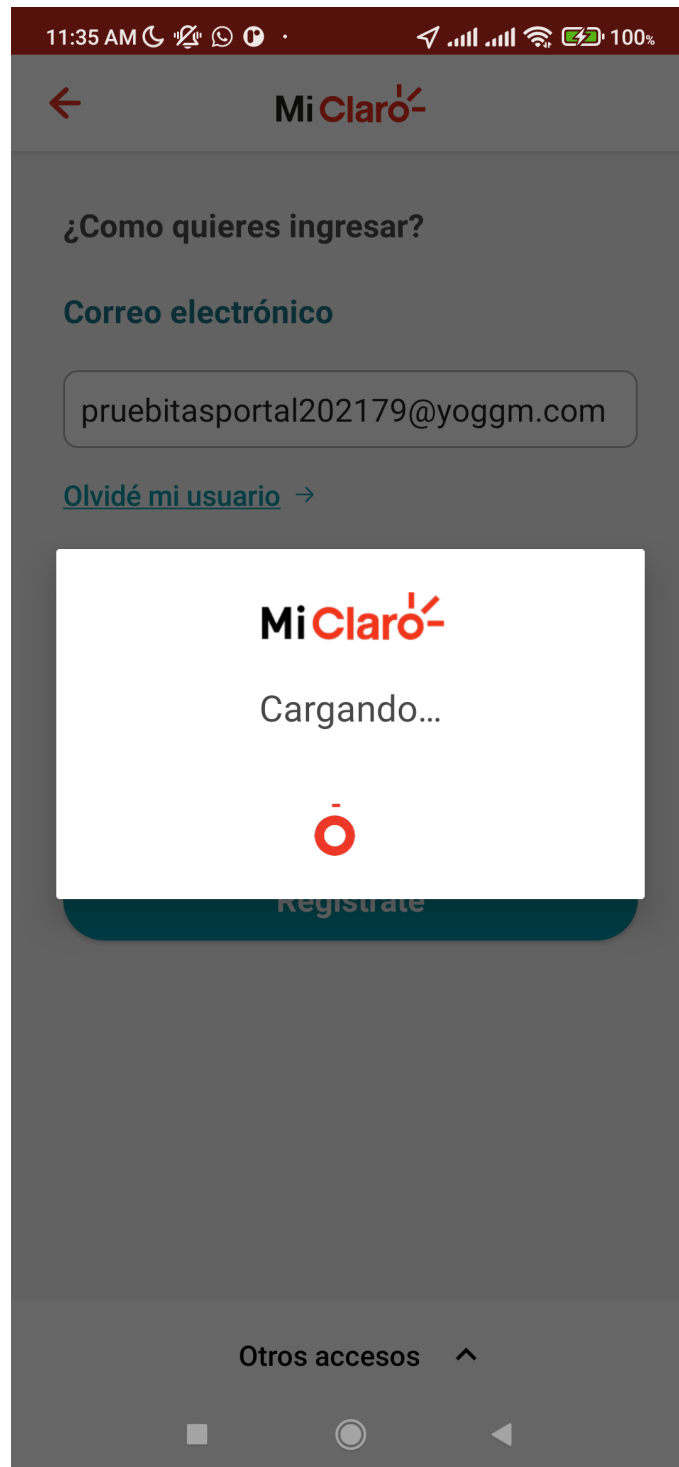 11:35 AM 100%
Mi Claro
¿Como quieres ingresar?
Correo electrónico
pruebitasportal202179@yoggm.com
Olvidé mi usuario →
Mi Claro
Cargando...
Regístrate
Otros accesos